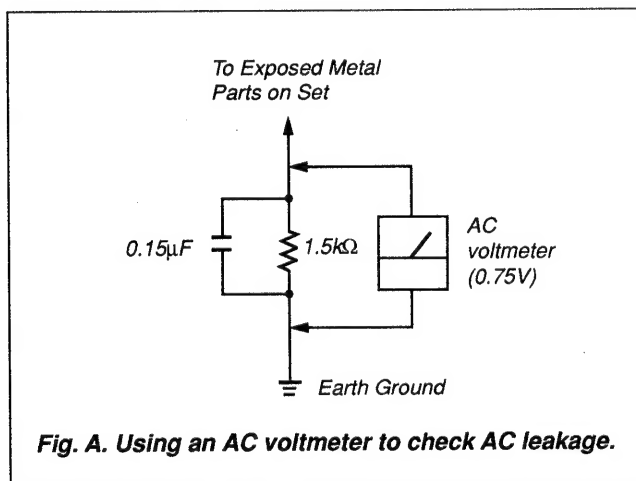 To Exposed Metal
Parts on Set
0.15μF
1.5kΩ
AC
voltmeter
(0.75V)
Earth Ground
Fig. A. Using an AC voltmeter to check AC leakage.